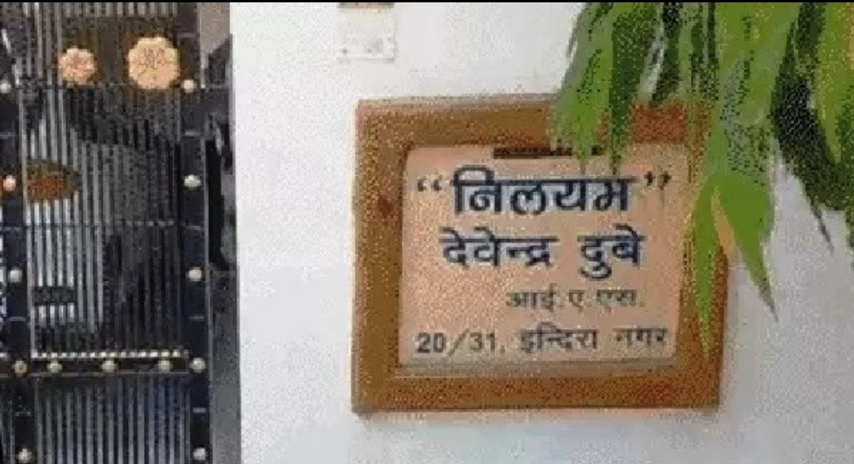 “निलयम”
देवेन्द्र दुबे
आई.ए.एस.
20/31, इन्दिरा नगर